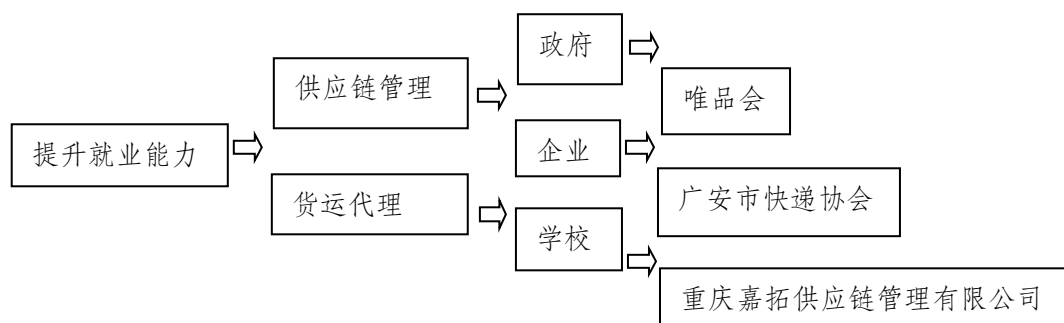 提升就业能力
供应链管理
货运代理
政府
企业
学校
唯品会
广安市快递协会
重庆嘉拓供应链管理有限公司